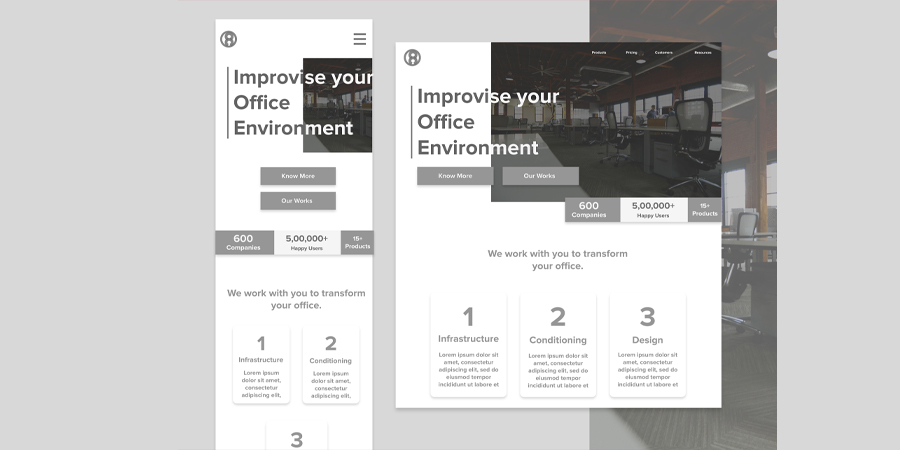 Improvise your
Office
Environment
Know More
Our Works
600
Companies
5,00,000+
Happy Users
15+
Products
We work with you to transform
your office.
1
Infrastructure
Lorem ipsum
dolor sit amet,
consectetur
adipiscing elit,
2
Conditioning
Lorem ipsum
dolor sit amet,
consectetur
adipiscing elit,
3
Products
Pricing
Customers
Resources
Improvise your
Office
Environment
Know More
Our Works
600
Companies
5,00,000+
Happy Users
15+
Products
We work with you to transform
your office.
1
Infrastructure
Lorem ipsum dolor sit
amet, consectetur
adipiscing elit, sed do
eiusmod tempor
incididunt ut labore et
2
Conditioning
Lorem ipsum dolor sit
amet, consectetur
adipiscing elit, sed do
eiusmod tempor
incididunt ut labore et
3
Design
Lorem ipsum dolor sit
amet, consectetur
adipiscing elit, sed do
eiusmod tempor
incididunt ut labore et